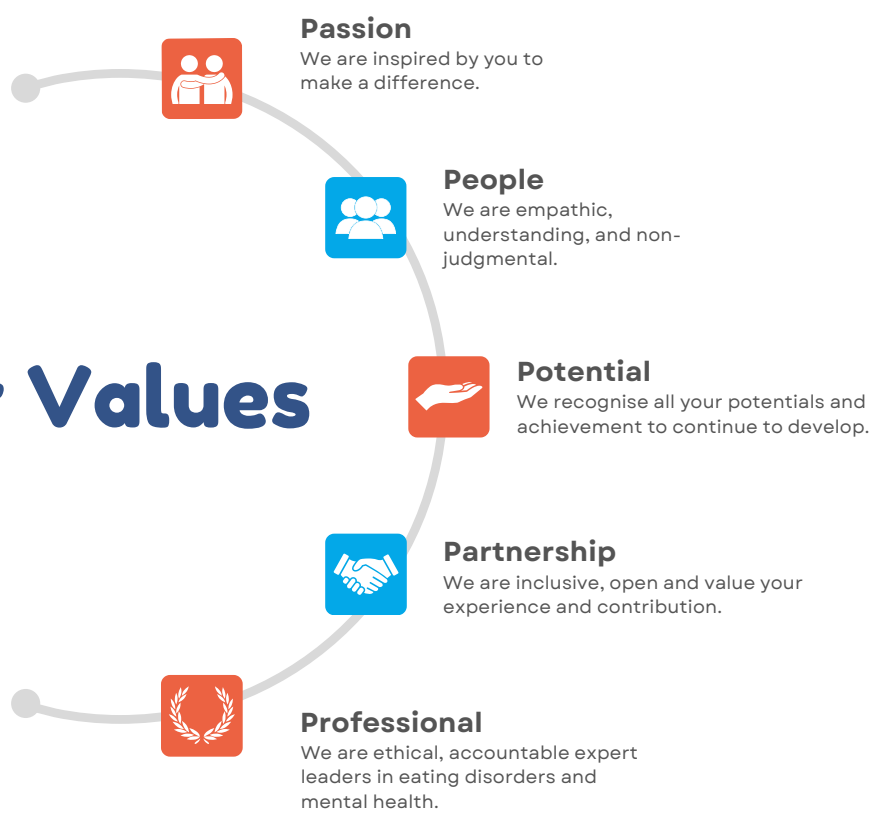 Passion
We are inspired by you to
make a difference.
People
We are empathic,
understanding, and non-
judgmental.
Values
Potential
We recognise all your potentials and
achievement to continue to develop.
Partnership
We are inclusive, open and value your
experience and contribution.
Professional
We are ethical, accountable expert
leaders in eating disorders and
mental health.